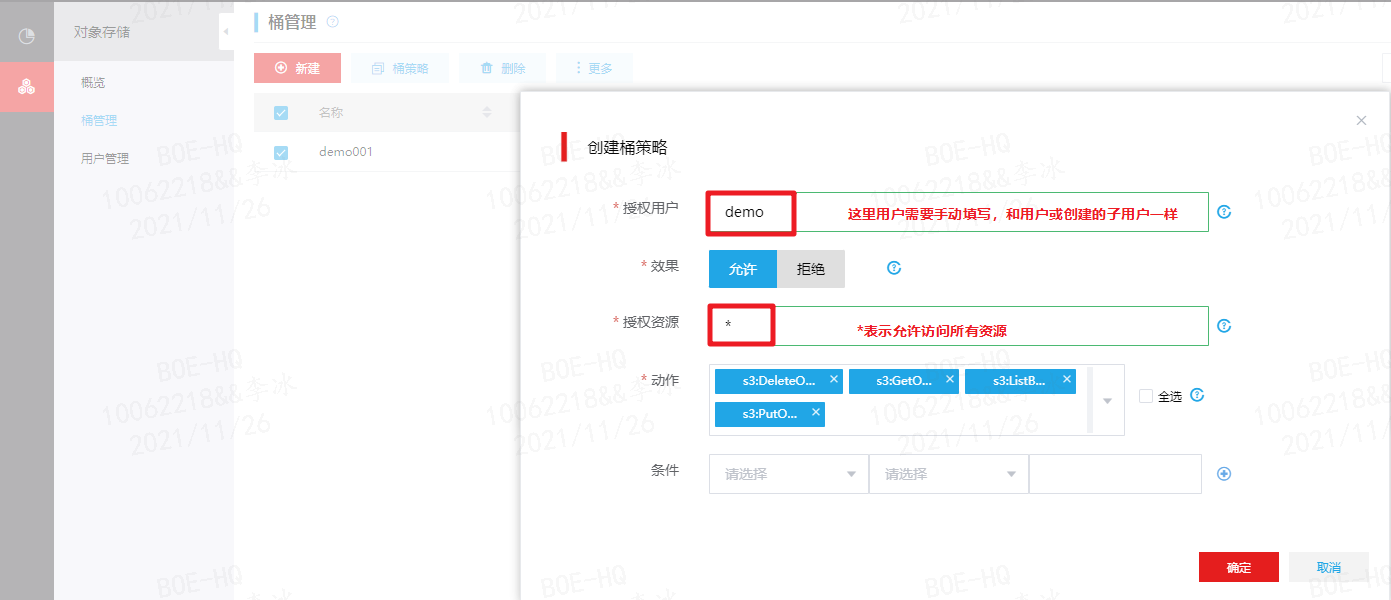 对象存储
概览
桶管理
用户管理
桶管理
新建
桶策略
删除
更多
名称
demo001
创建桶策略
* 授权用户
demo
这里用户需要手动填写，和用户或创建的子用户一样
* 效果
允许
拒绝
* 授权资源
*
*表示允许访问所有资源
* 动作
s3:DeleteO...
s3:GetO...
s3:ListB...
s3:PutO...
全选
条件
请选择
请选择
确定
取消
BOE-HQ
10062218&&李冰
2021/11/26